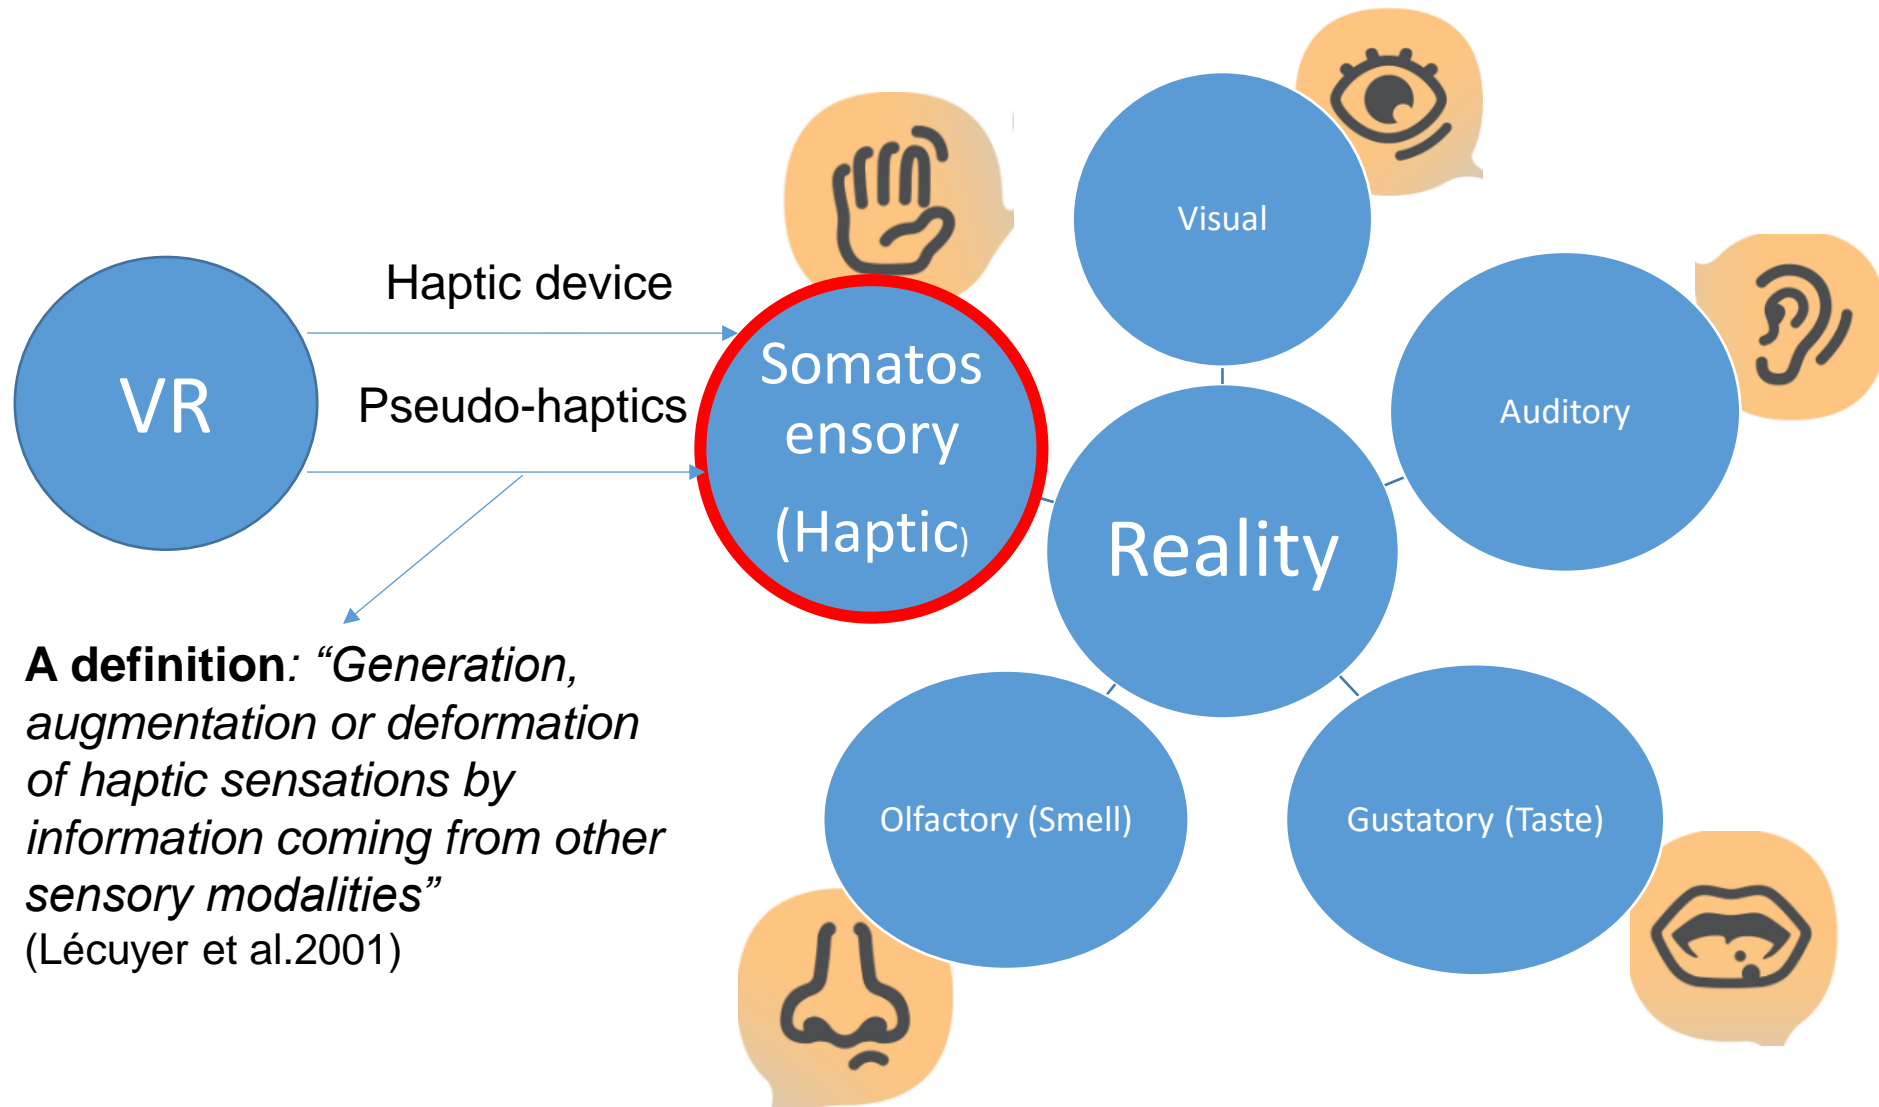 VR
Haptic device
Pseudo-haptics
Somatos
ensory
(Haptic)
Visual
Auditory
Reality
Olfactory (Smell)
Gustatory (Taste)
A definition: “Generation,
augmentation or deformation
of haptic sensations by
information coming from other
sensory modalities”
(Lécuyer et al.2001)